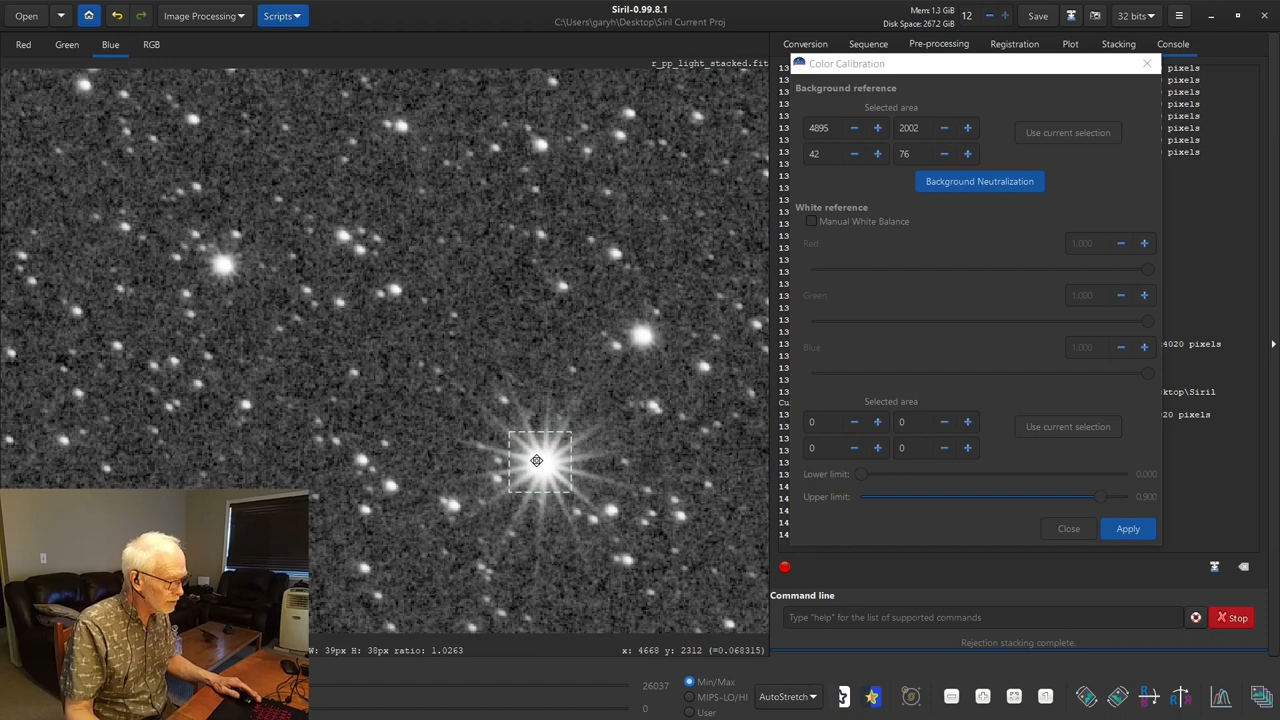 Open
Image Processing
Scripts
Siril-0.99.8.1
C:\Users\garyh\Desktop\Siril Current Proj
Mem: 1.3 GiB
Disk Space: 267.2 GiB
12
Save
32 bits
Red
Green
Blue
RGB
Conversion
Sequence
Pre-processing
Registration
Plot
Stacking
Console
r_pp_light_stacked.fit
Color Calibration
Background reference
Selected area
4895
2002
Use current selection
42
76
Background Neutralization
White reference
Manual White Balance
Red
1.000
Green
1.000
Blue
1.000
Selected area
0
0
Use current selection
0
0
Lower limit:
0.000
Upper limit:
0.900
Close
Apply
pixels
pixels
pixels
pixels
pixels
pixels
pixels
pixels
24020 pixels
ktop\Siril
20 pixels
Command line
Type "help" for the list of supported commands
Stop
Rejection stacking complete.
W: 39px H: 38px ratio: 1.0263
x: 4668 y: 2312 (=0.068315)
26037
0
Min/Max
MIPS-LO/HI
User
AutoStretch